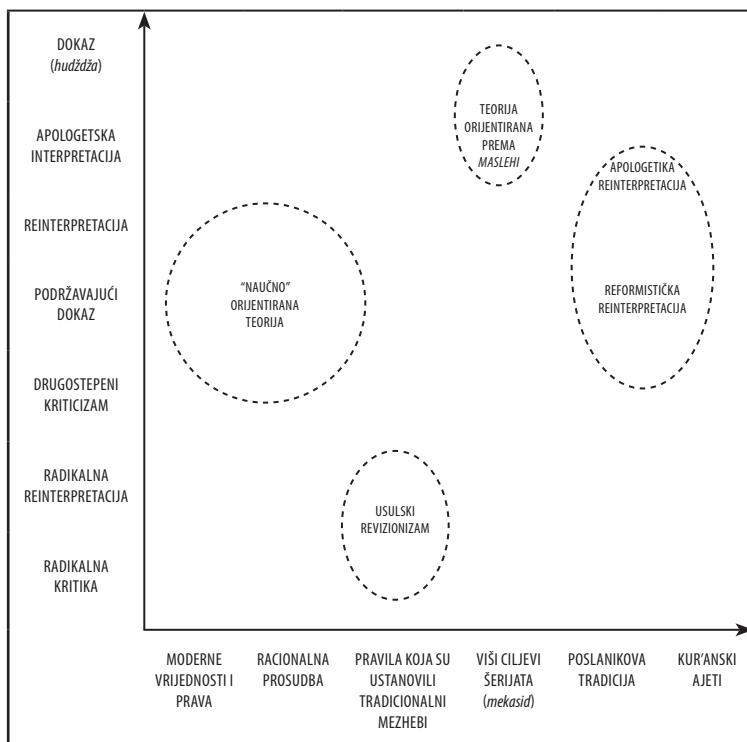 DOKAZ
(hudždža)
APOLOGETSKA
INTERPRETACIJA
REINTERPRETACIJA
PODRŽAVAJUĆI
DOKAZ
DRUGOSTEPENI
KRITICIZAM
RADIKALNA
REINTERPRETACIJA
RADIKALNA
KRITIKA
TEORIJA
ORIJENTIRANA
PREMA
MASLEHI
APOLOGETIKA
REINTERPRETACIJA
REFORMISTIČKA
REINTERPRETACIJA
"NAUČNO"
ORIJENTIRANA
TEORIJA
USULSKI
REVIZIONIZAM
MODERNE
VRIJEDNOSTI I
PRAVA
RACIONALNA
PROSUDBA
PRAVILA KOJA SU
USTANOVILI
TRADICIONALNI
MEZHEBI
VIŠI CILJEVI
ŠERIJATA
(mekasid)
POSLANIKOVA
TRADICIJA
KUR'ANSKI
AJETI